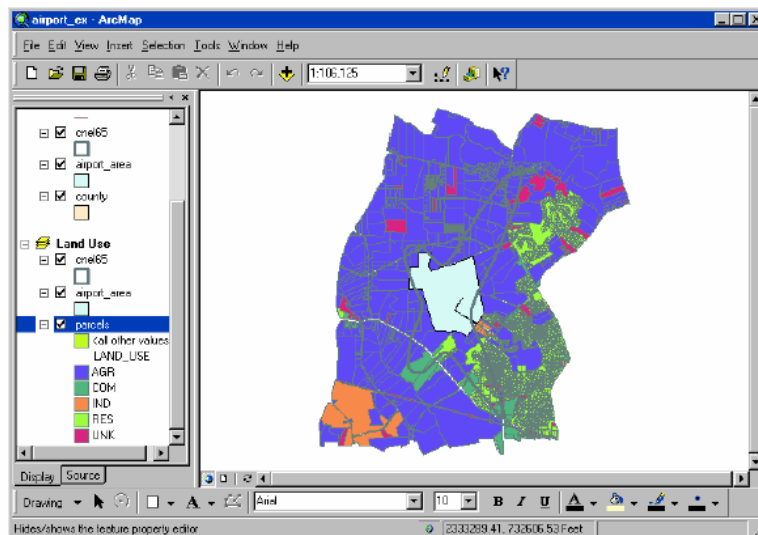 airport_ex - ArcMap
File Edit View Insert Selection Tools Window Help
1:106,125
cnel65
airport_area
county
Land Use
cnel65
airport_area
parcels
<all other values
LAND_USE
AGR
COM
IND
RES
UNK
Display Source
Drawing A Arial 10 B I U A
Hides/shows the feature property editor 2333289.41, 732606.53 Feet